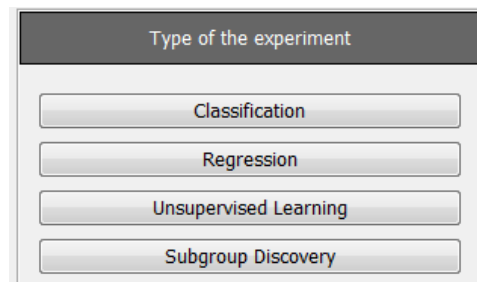 Type of the experiment
Classification
Regression
Unsupervised Learning
Subgroup Discovery